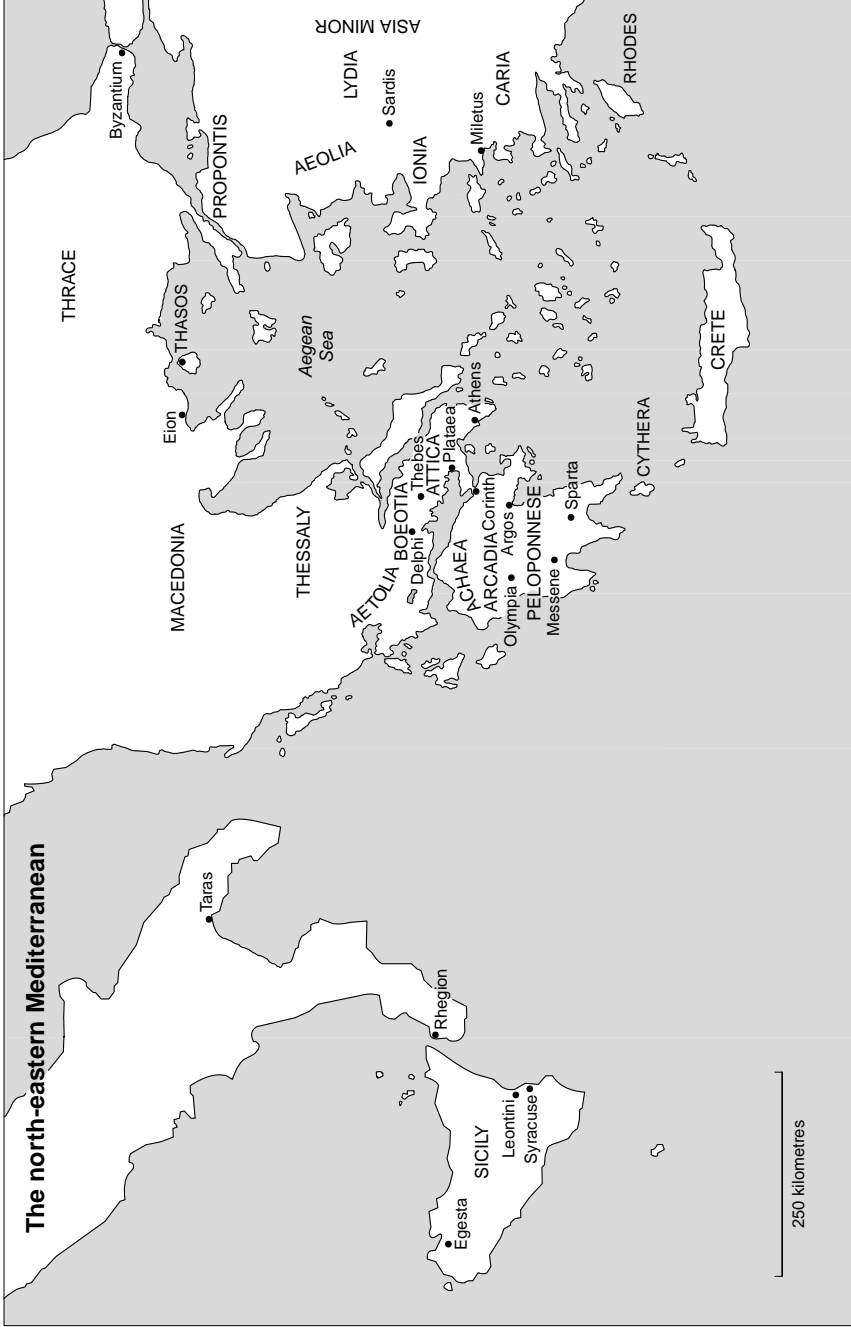 The north-eastern Mediterranean
THRACE
Byzantium
MACEDONIA
Eion
THASOS
PROPONTIS
ASIA MINOR
Taras
THESSALY
Aegean
Sea
AEOLIA
LYDIA
Sardis
AETOLIA
BOEOTIA
Delphi
Thebes
ATTICA
Plataea
Athens
IONIA
Rhegion
Egesta
SICILY
Leontini
Syracuse
ACHAEA
ARCADIA
Corinth
Olympia
Argos
PELOPONNESE
Messene
Sparta
Miletus
CARIA
CYTHERA
RHODES
CRETE
250 kilometres